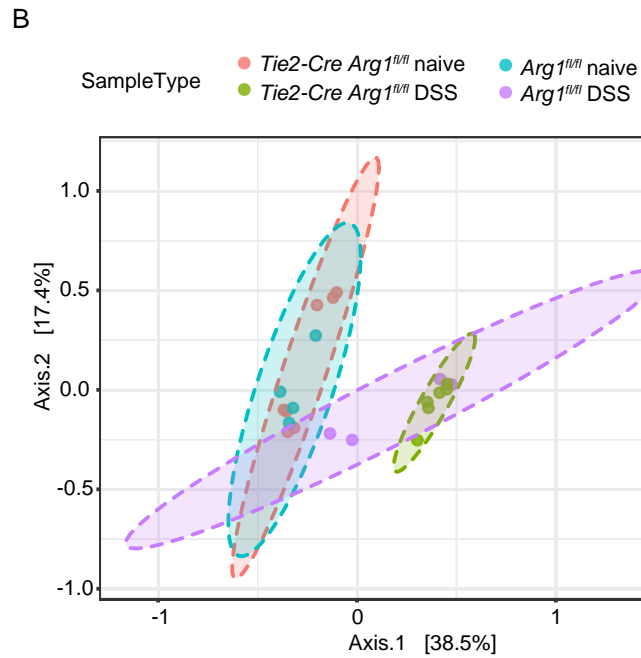 B
SampleType
Tie2-Cre Arg1fl/fl naive
Arg1fl/fl naive
Tie2-Cre Arg1fl/fl DSS
Arg1fl/fl DSS
1.0
0.5
0.0
-0.5
-1.0
Axis.2 [17.4%]
-1
0
1
Axis.1 [38.5%]